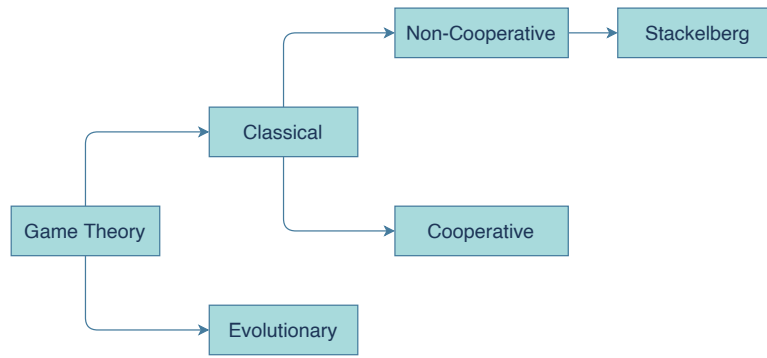 Non-Cooperative
Stackelberg
Classical
Game Theory
Cooperative
Evolutionary